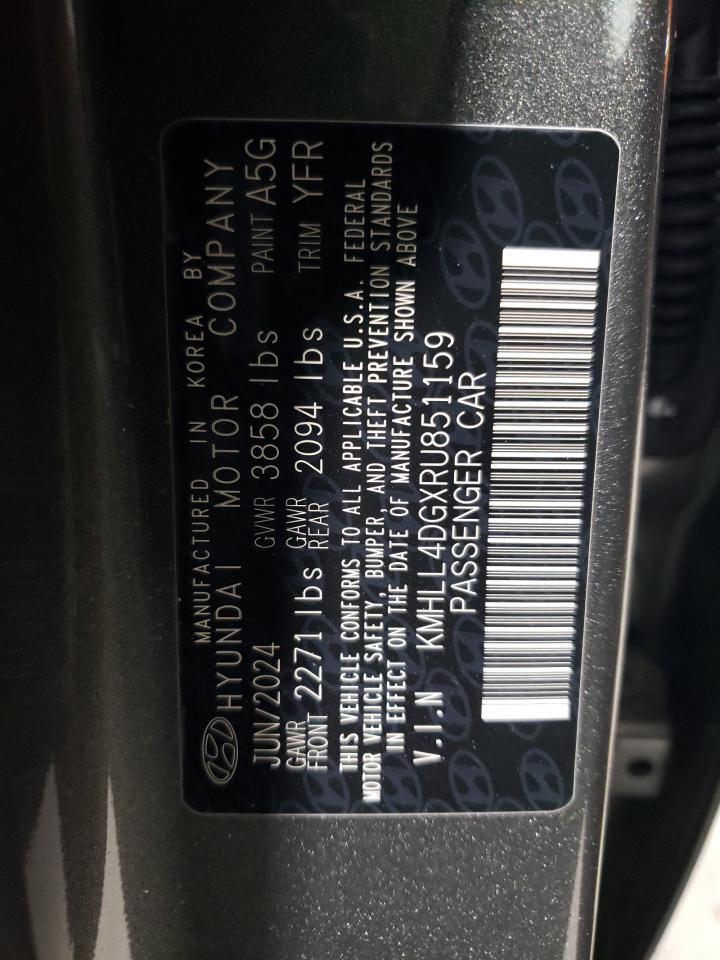 MANUFACTURED IN KOREA BY
HYUNDAI MOTOR COMPANY
JUN/2024 GVWR 3858 lbs PAINT A5G
GAWR FRONT 2271 lbs GAWR REAR 2094 lbs TRIM YFR
THIS VEHICLE CONFORMS TO ALL APPLICABLE U.S.A. FEDERAL
MOTOR VEHICLE SAFETY, BUMPER, AND THEFT PREVENTION STANDARDS
IN EFFECT ON THE DATE OF MANUFACTURE SHOWN ABOVE
V.I.N KMHLL4DGXRU851159
PASSENGER CAR